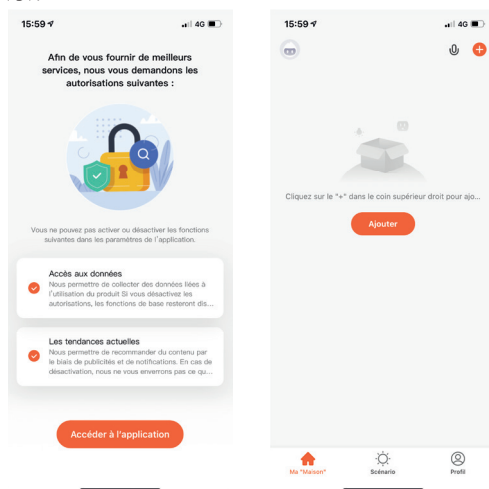 15:59
4G
Afin de vous fournir de meilleurs
services, nous vous demandons les
autorisations suivantes :
Vous ne pouvez pas activer ou désactiver les fonctions
suivantes dans les paramètres de l'application.
Accès aux données
Nous permettre de collecter des données liées à
l'utilisation du produit Si vous désactivez les
autorisations, les fonctions de base resteront dis...
Les tendances actuelles
Nous permettre de recommander du contenu par
le biais de publicités et de notifications. En cas de
désactivation, nous ne vous enverrons pas ce qu...
Accéder à l'application
15:59
4G
Cliquez sur le "+" dans le coin supérieur droit pour ajo...
Ajouter
Ma "Maison"
Scénario
Profil